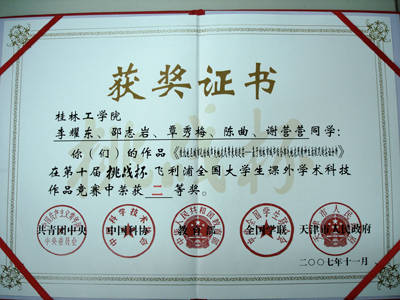 获奖证书
桂林工学院
李耀东、邵志岩、覃秀梅、陈曲、谢营营同学：
你（们）的作品《
在第十届挑战杯飞利浦全国大学生课外学术科技
作品竞赛中荣获二等奖。
共青团中央 中国科协 教育部 全国学联 天津市人民政府
二○○七年十一月